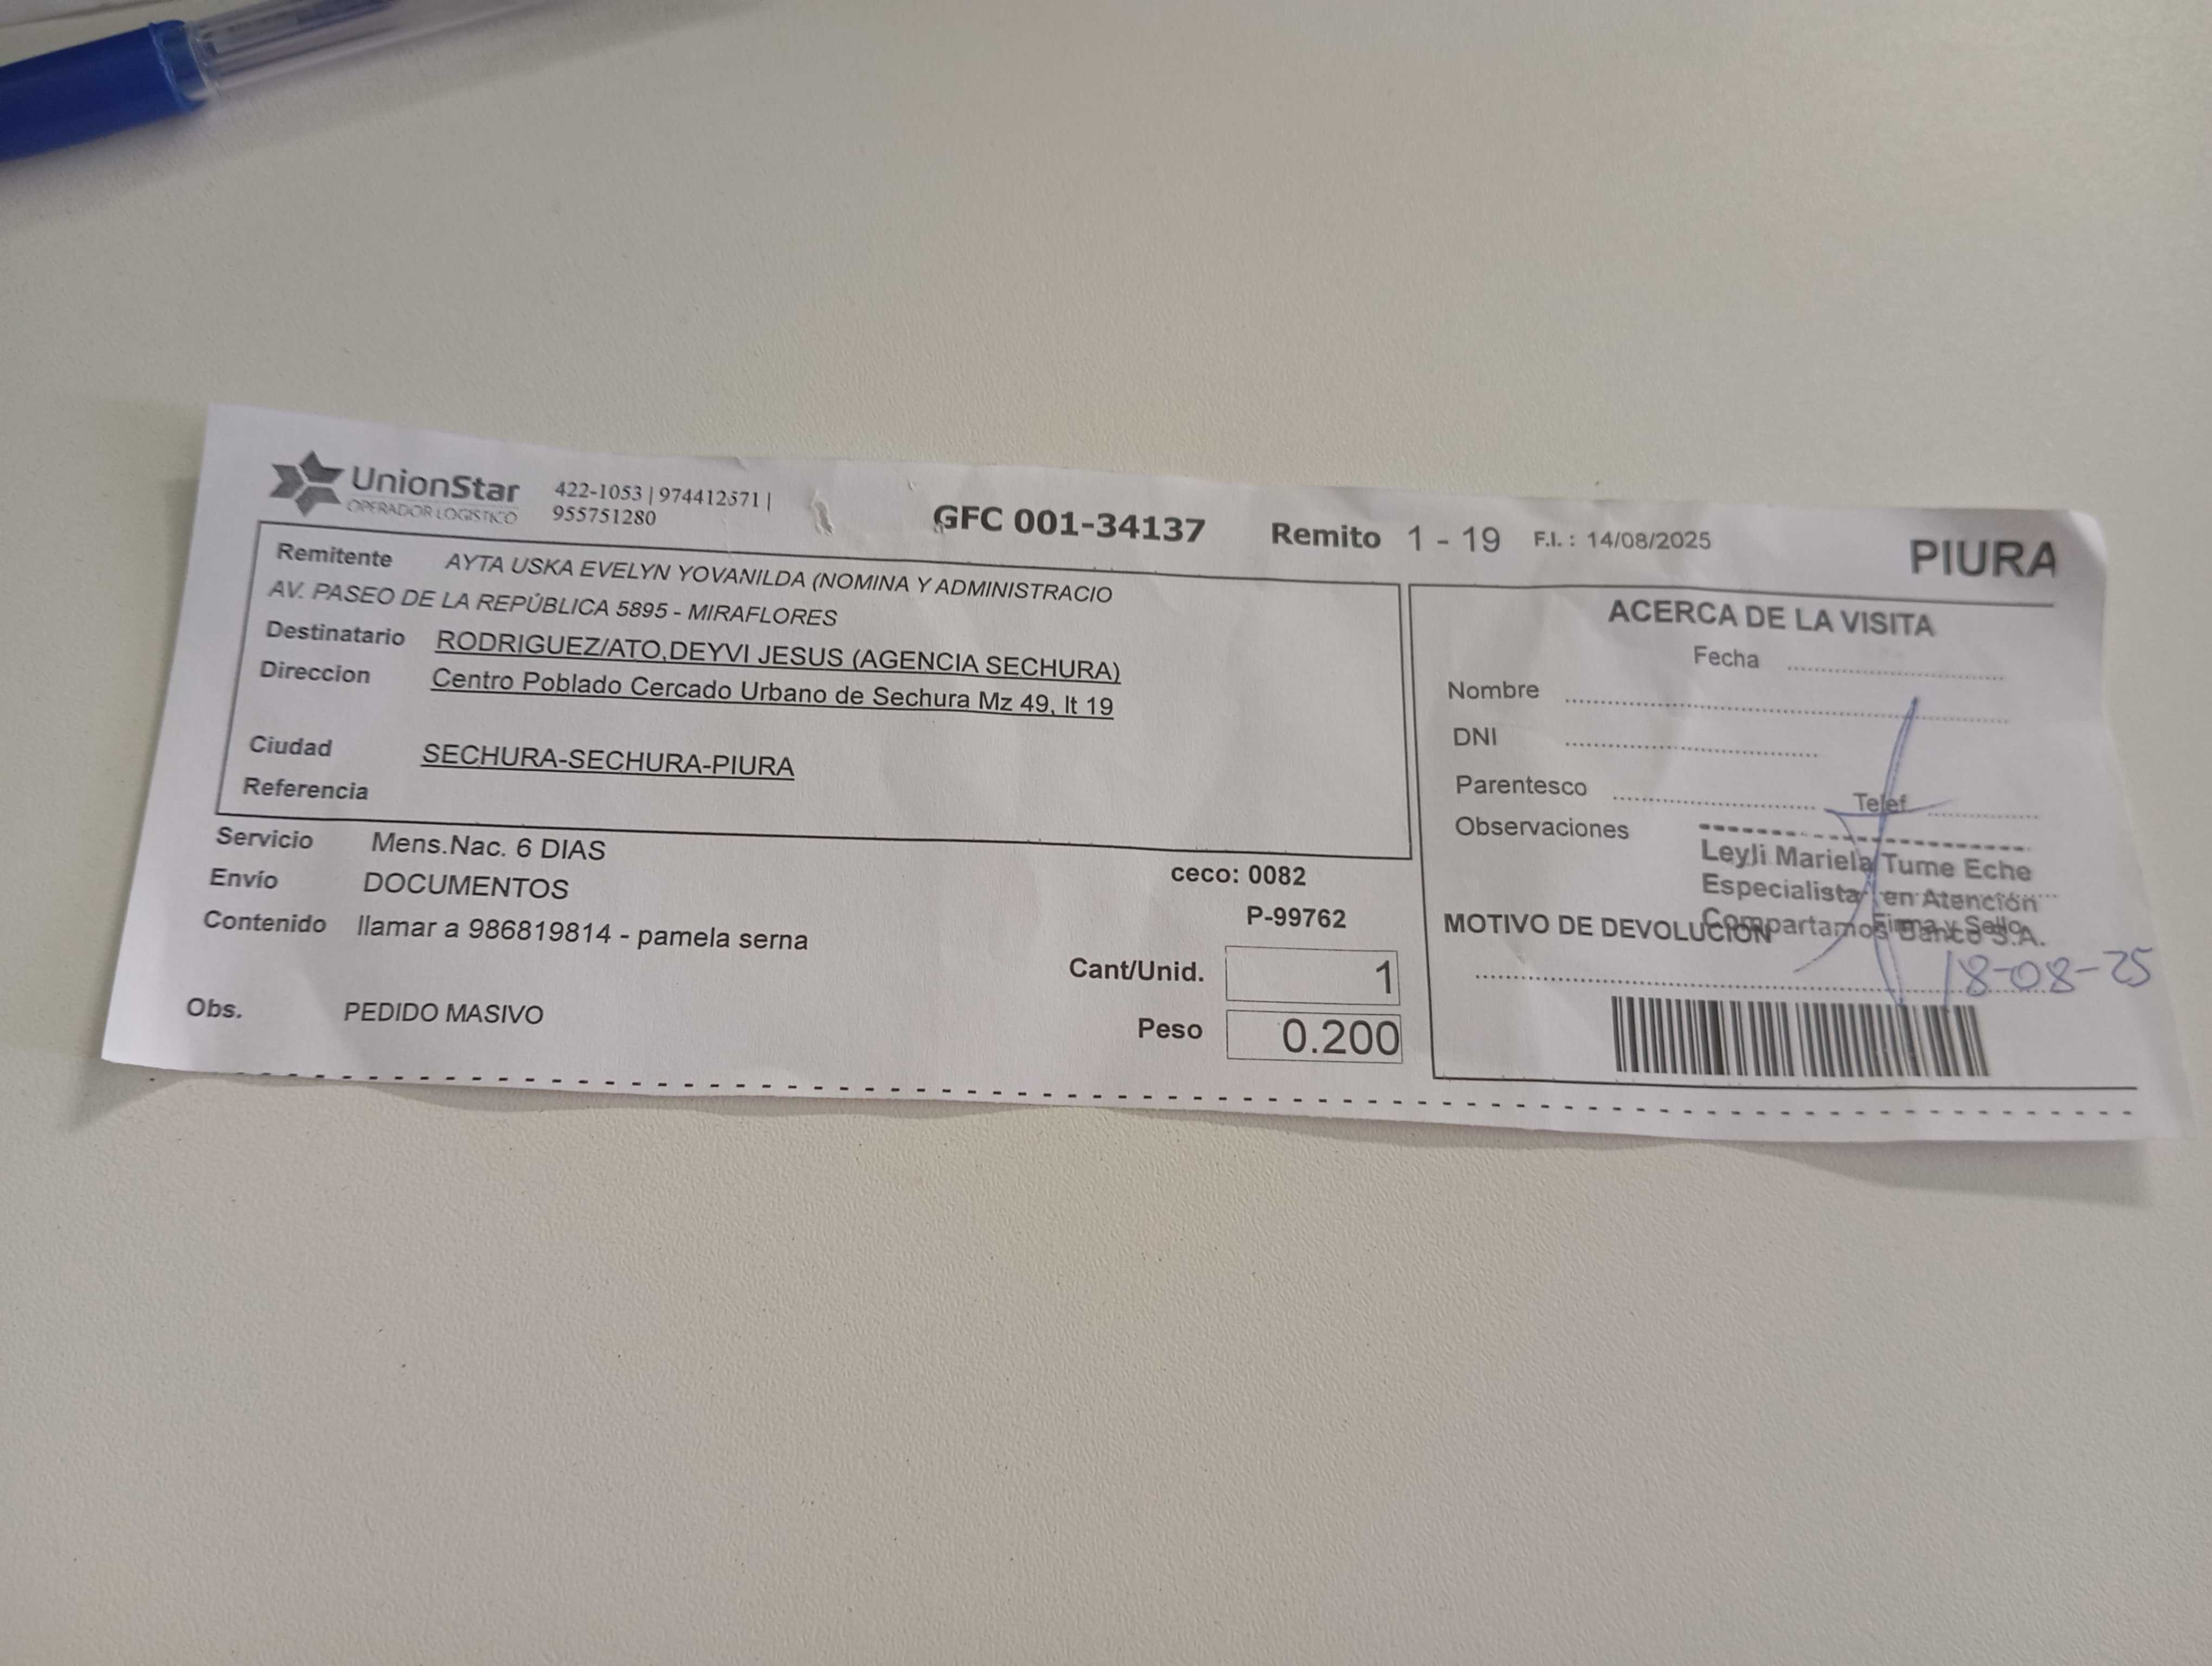 UnionStar
OPERADOR LOGISTICO
422-1053 | 974412571 |
955751280
GFC 001-34137
Remito 1 - 19
F.I. : 14/08/2025
PIURA
Remitente AYTA USKA EVELYN YOVANILDA (NOMINA Y ADMINISTRACIO
AV. PASEO DE LA REPÚBLICA 5895 - MIRAFLORES
Destinatario RODRIGUEZ/ATO,DEYVI JESUS (AGENCIA SECHURA)
Direccion Centro Poblado Cercado Urbano de Sechura Mz 49, lt 19
Ciudad SECHURA-SECHURA-PIURA
Referencia
Servicio Mens.Nac. 6 DIAS
Envío DOCUMENTOS
Contenido llamar a 986819814 - pamela serna
Obs. PEDIDO MASIVO
ceco: 0082
P-99762
Cant/Unid. 1
Peso 0.200
ACERCA DE LA VISITA
Fecha
Nombre
DNI
Parentesco Telef
Observaciones
Leyli Mariela Tume Eche
Especialista en Atención
Compartamos Banco S.A.
Firma y Sello
MOTIVO DE DEVOLUCIÓN
18-08-25